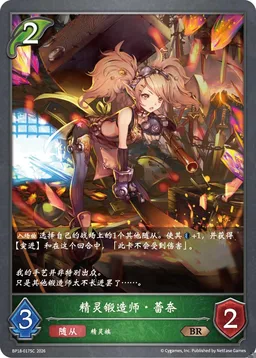 2
入场曲 选择自己的战场上的1个其他随从，使其+1，并获得
【突进】和在这个回合中，「此卡不会受到伤害」。
我的手艺并非特别出众，
只是其他锻造师太不长进罢了……
精灵锻造师・蕾奈
3
随从 精灵族
BR
2
BP18-017SC 2026
© Cygames, Inc. Published by NetEase Games